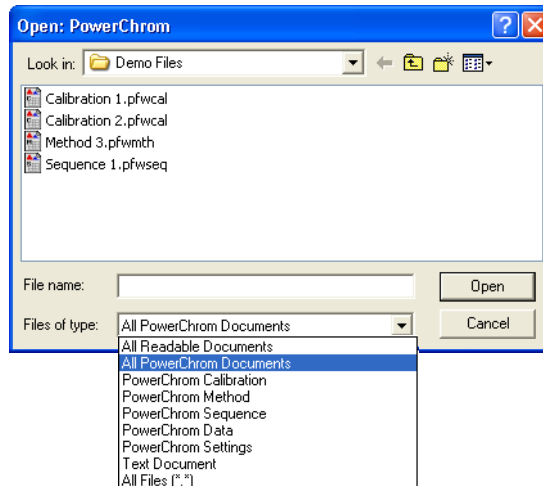 Open: PowerChrom
Look in: Demo Files
Calibration 1.pfwcal
Calibration 2.pfwcal
Method 3.pfwmth
Sequence 1.pfwseq
File name:
Open
Files of type: All PowerChrom Documents
Cancel
All Readable Documents
All PowerChrom Documents
PowerChrom Calibration
PowerChrom Method
PowerChrom Sequence
PowerChrom Data
PowerChrom Settings
Text Document
All Files (*.*)